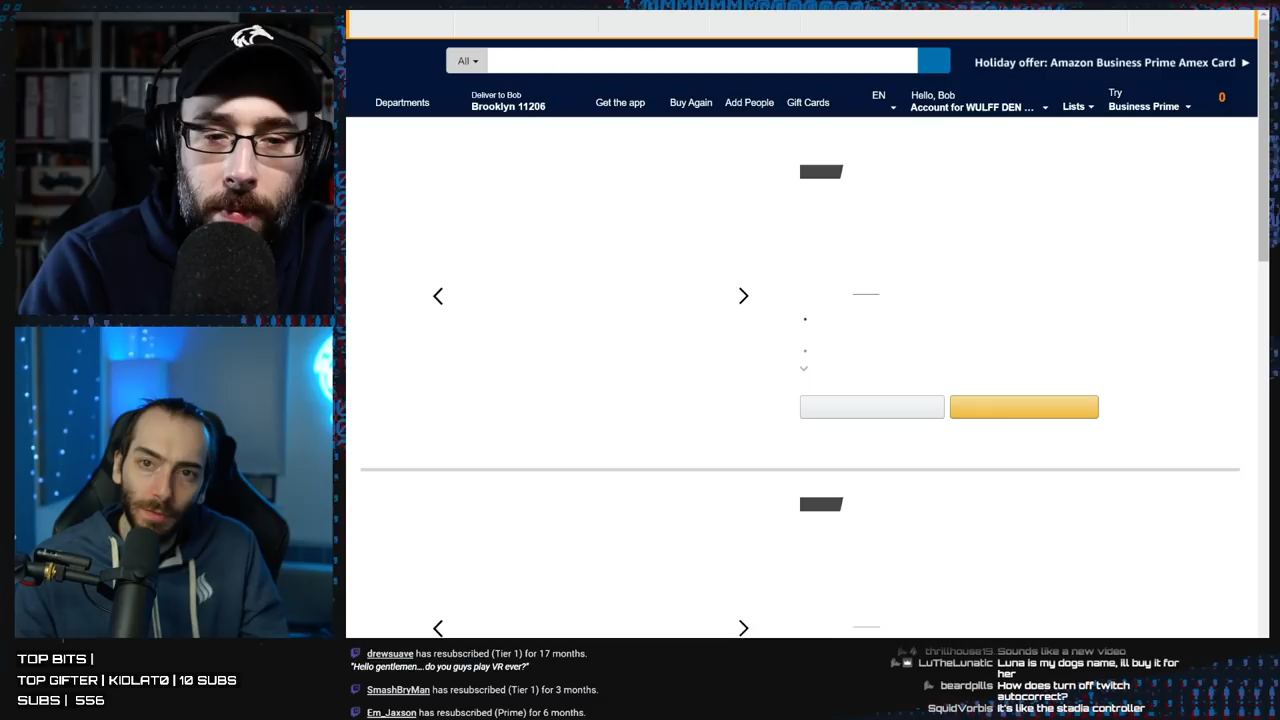 All
Holiday offer: Amazon Business Prime Amex Card
Departments
Deliver to Bob
Brooklyn 11206
Get the app
Buy Again
Add People
Gift Cards
EN
Hello, Bob
Account for WULFF DEN ...
Lists
Try
Business Prime
0
TOP BITS |
TOP GIFTER | KIDLAT0 | 10 SUBS
SUBS | 556
drewsuave has resubscribed (Tier 1) for 17 months.
"Hello gentlemen....do you guys play VR ever?"
SmashBryMan has resubscribed (Tier 1) for 3 months.
Em_Jaxson has resubscribed (Prime) for 6 months.
thrillhouse19 Sounds like a new video
LuTheLunatic Luna is my dogs name, ill buy it for
her
beardpills How does turn off twitch
autocorrect?
SquidVorbis it's like the stadia controller